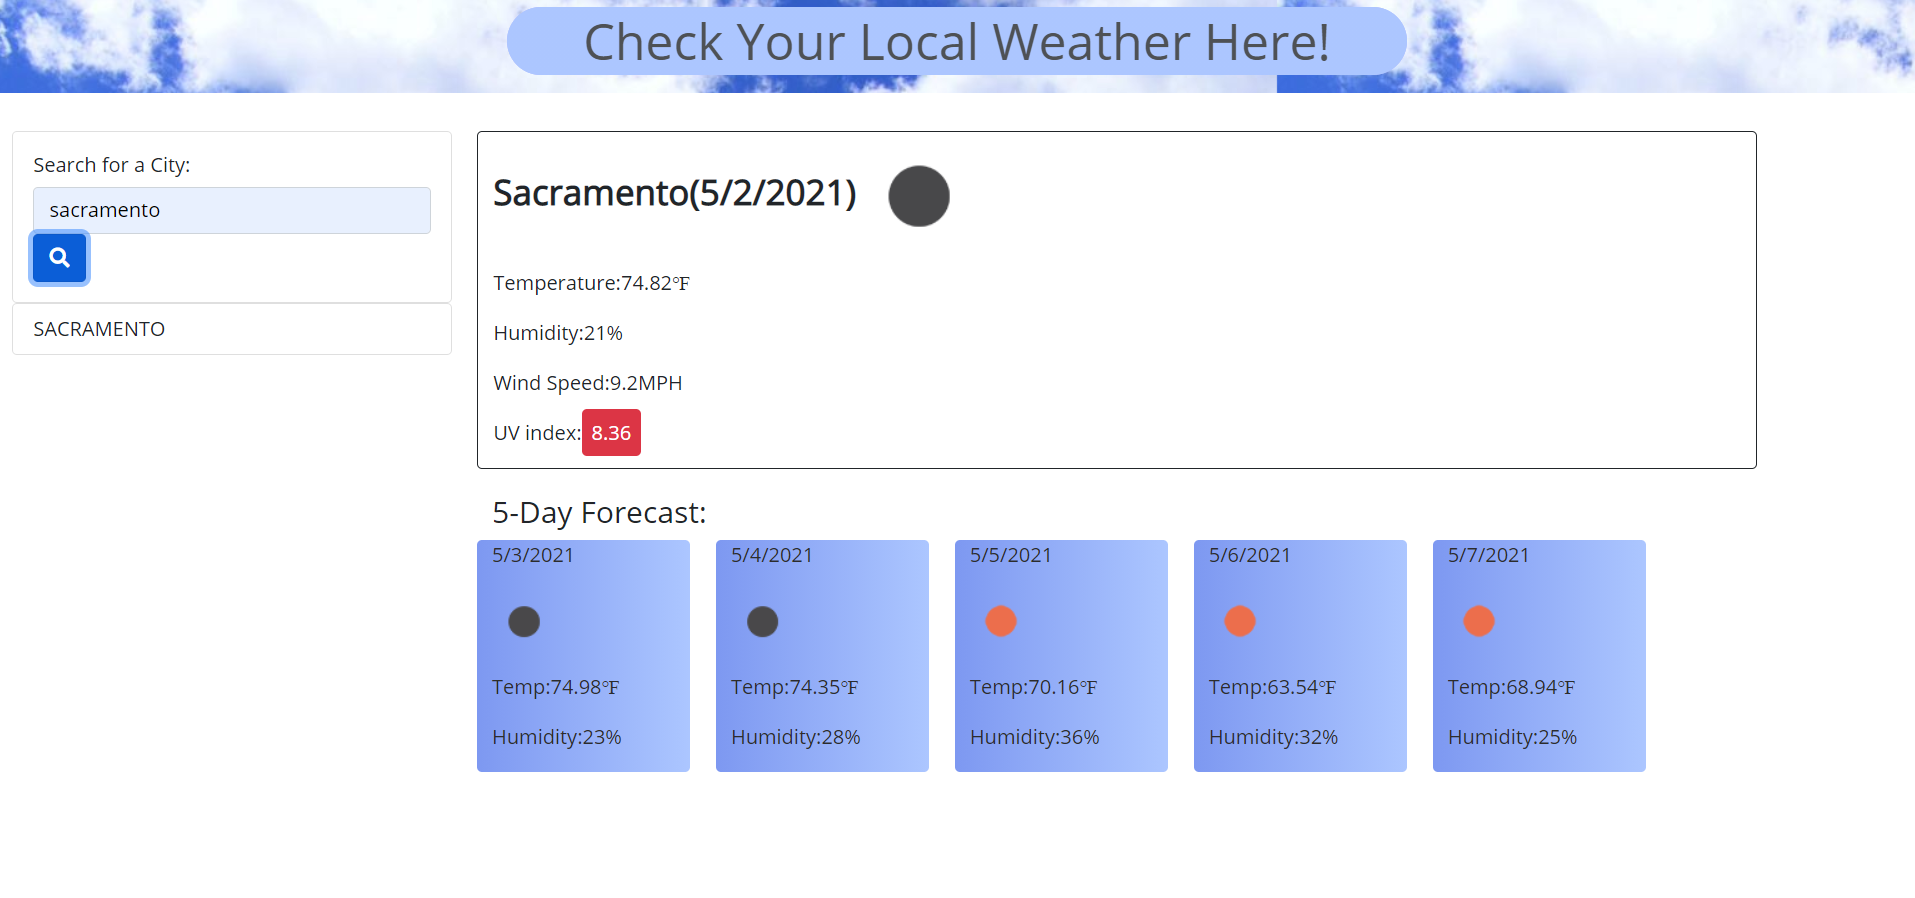 Check Your Local Weather Here!
Search for a City:
sacramento
SACRAMENTO
Sacramento(5/2/2021)
Temperature:74.82℉
Humidity:21%
Wind Speed:9.2MPH
UV index:8.36
5-Day Forecast:
5/3/2021
Temp:74.98℉
Humidity:23%
5/4/2021
Temp:74.35℉
Humidity:28%
5/5/2021
Temp:70.16℉
Humidity:36%
5/6/2021
Temp:63.54℉
Humidity:32%
5/7/2021
Temp:68.94℉
Humidity:25%